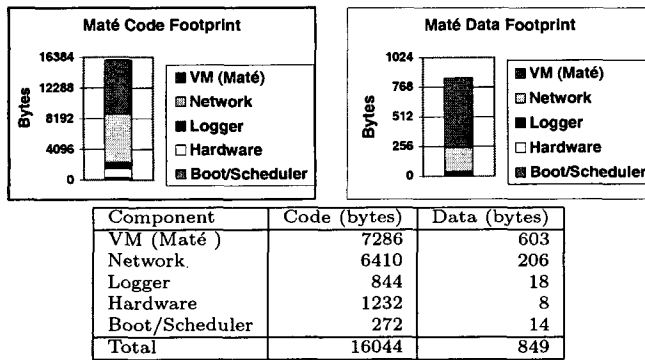 Maté Code Footprint
16384
12288
8192
4096
0
Bytes
VM (Maté)
Network
Logger
Hardware
Boot/Scheduler
Maté Data Footprint
1024
768
512
256
0
Bytes
VM (Maté)
Network
Logger
Hardware
Boot/Scheduler
Component Code (bytes) Data (bytes)
VM (Maté ) 7286 603
Network 6410 206
Logger 844 18
Hardware 1232 8
Boot/Scheduler 272 14
Total 16044 849